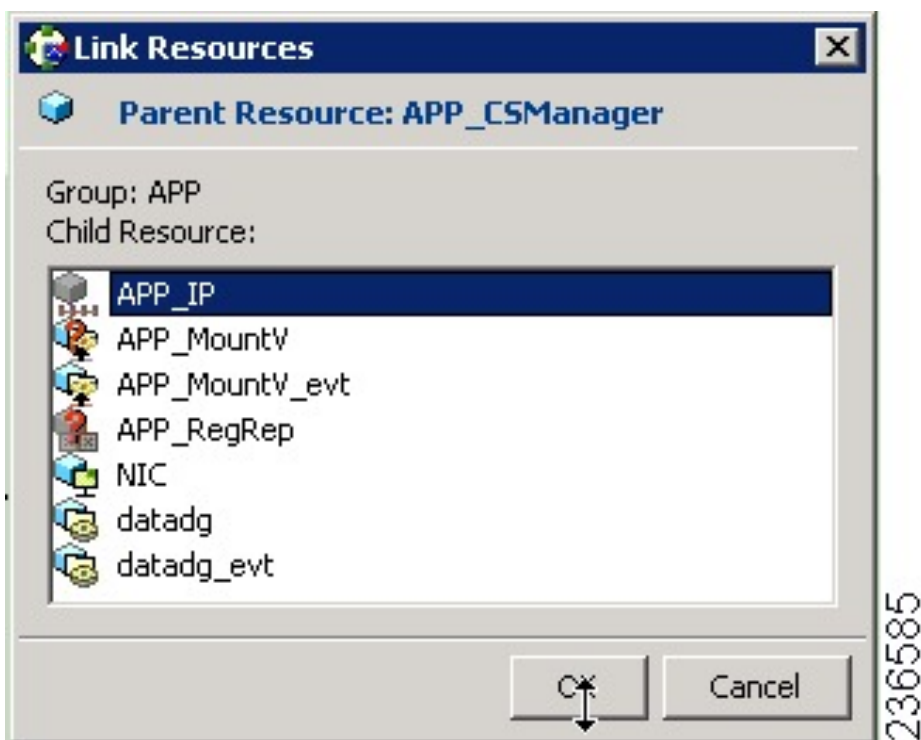 Link Resources
Parent Resource: APP_CSManager
Group: APP
Child Resource:
APP_IP
APP_MountV
APP_MountV_evt
APP_RegRep
NIC
datadg
datadg_evt
OK
Cancel
236585